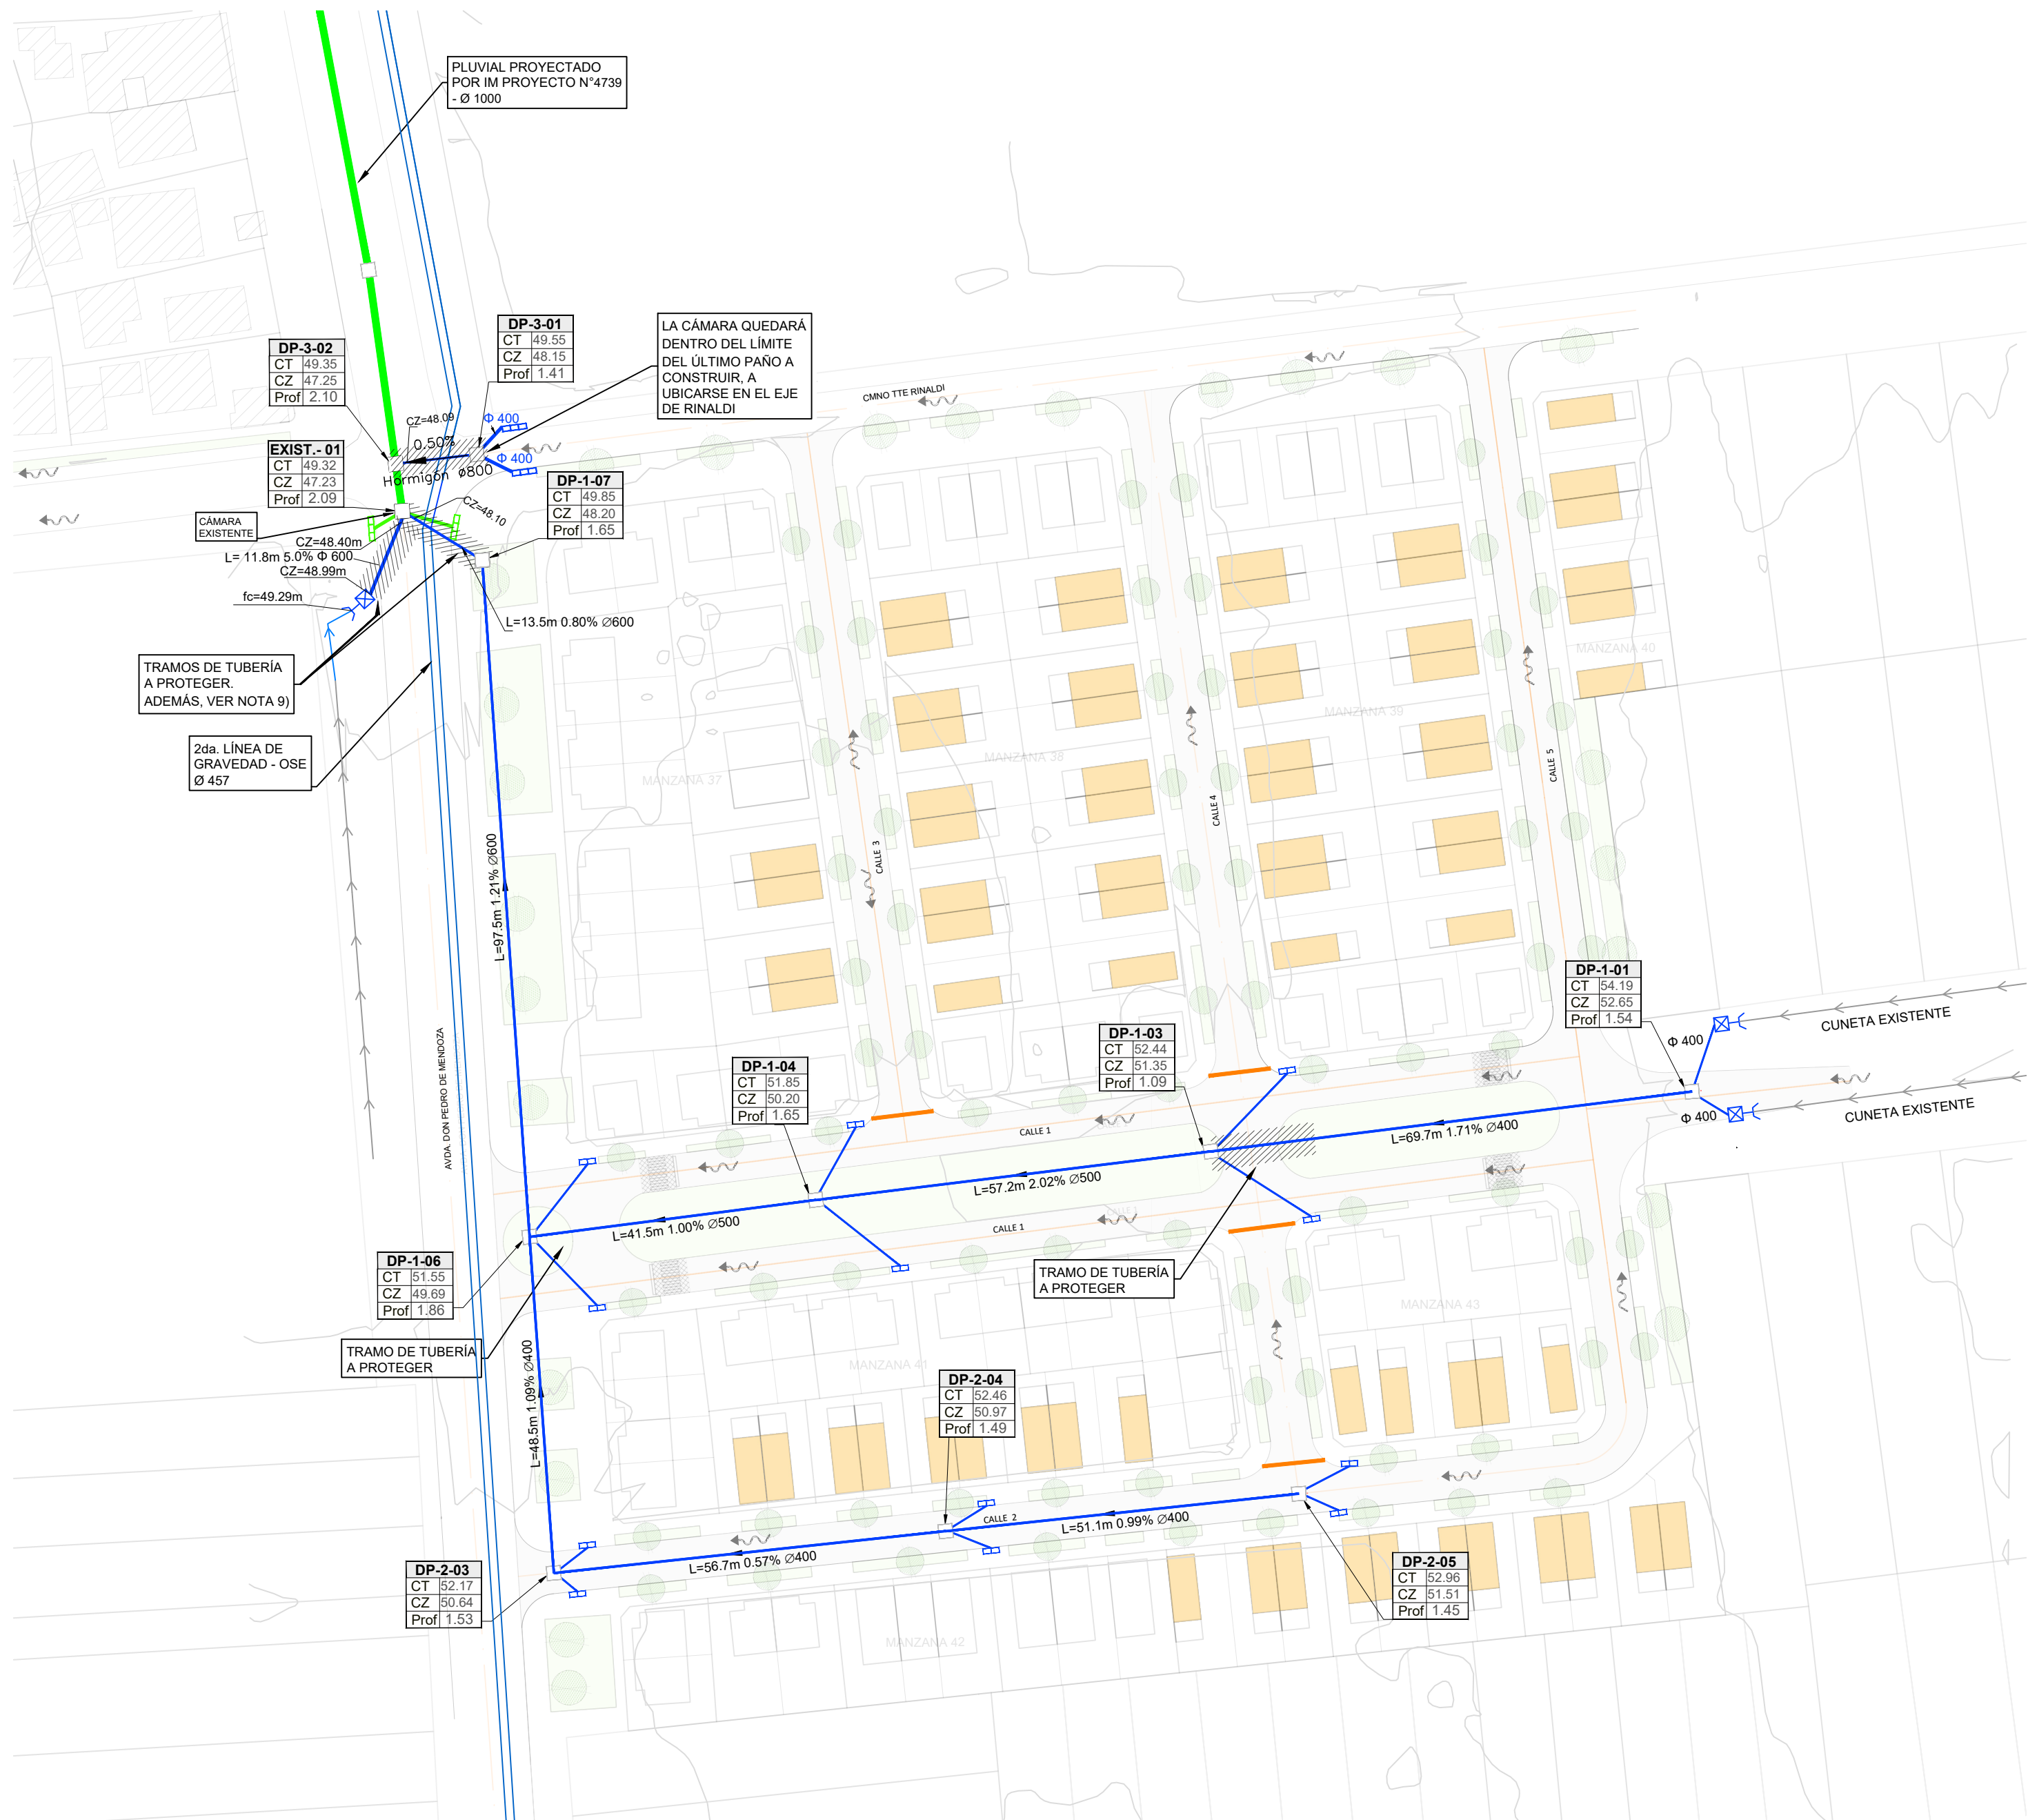 PLUVIAL PROYECTADO
POR IM PROYECTO N°4739
- Ø 1000
DP-3-01
CT 49.55
CZ 48.15
Prof 1.41
LA CÁMARA QUEDARÁ
DENTRO DEL LÍMITE
DEL ÚLTIMO PAÑO A
CONSTRUIR, A
UBICARSE EN EL EJE
DE RINALDI
DP-3-02
CT 49.35
CZ 47.25
Prof 2.10
CMNO TTE RINALDI
CZ=48.09
Φ 400
0.50%
Φ 400
Hormigón ø800
EXIST.- 01
CT 49.32
CZ 47.23
Prof 2.09
DP-1-07
CT 49.85
CZ 48.20
Prof 1.65
CZ=48.10
CÁMARA
EXISTENTE
CZ=48.40m
L= 11.8m 5.0% Φ 600
CZ=48.99m
fc=49.29m
L=13.5m 0.80% ∅600
TRAMOS DE TUBERÍA
A PROTEGER.
ADEMÁS, VER NOTA 9)
2da. LÍNEA DE
GRAVEDAD - OSE
Ø 457
MANZANA 37
MANZANA 38
MANZANA 39
MANZANA 40
CALLE 3
CALLE 4
CALLE 5
L=97.5m 1.21% ∅600
AVDA. DON PEDRO DE MENDOZA
DP-1-01
CT 54.19
CZ 52.65
Prof 1.54
CUNETA EXISTENTE
Φ 400
CUNETA EXISTENTE
Φ 400
DP-1-03
CT 52.44
CZ 51.35
Prof 1.09
DP-1-04
CT 51.85
CZ 50.20
Prof 1.65
CALLE 1
L=69.7m 1.71% ∅400
L=57.2m 2.02% ∅500
L=41.5m 1.00% ∅500
CALLE 1
DP-1-06
CT 51.55
CZ 49.69
Prof 1.86
TRAMO DE TUBERÍA
A PROTEGER
TRAMO DE TUBERÍA
A PROTEGER
MANZANA 43
MANZANA 41
L=48.5m 1.09% ∅400
DP-2-04
CT 52.46
CZ 50.97
Prof 1.49
CALLE 2
L=51.1m 0.99% ∅400
L=56.7m 0.57% ∅400
DP-2-03
CT 52.17
CZ 50.64
Prof 1.53
DP-2-05
CT 52.96
CZ 51.51
Prof 1.45
MANZANA 42